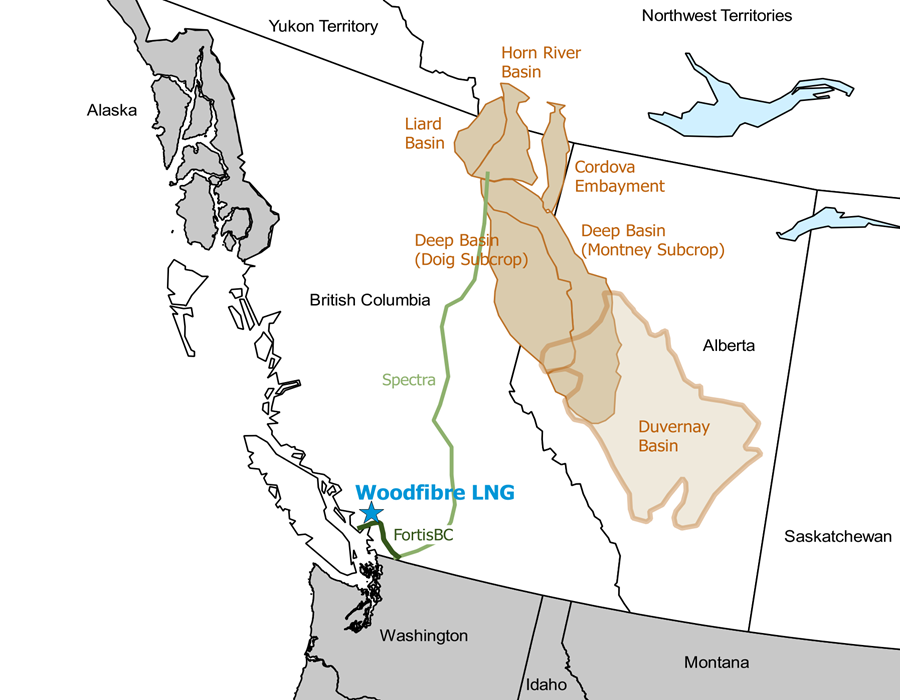 Yukon Territory
Northwest Territories
Horn River
Basin
Alaska
Liard
Basin
Cordova
Embayment
Deep Basin
(Montney Subcrop)
Deep Basin
(Doig Subcrop)
British Columbia
Alberta
Spectra
Duvernay
Basin
Woodfibre LNG
FortisBC
Saskatchewan
Washington
Montana
Idaho